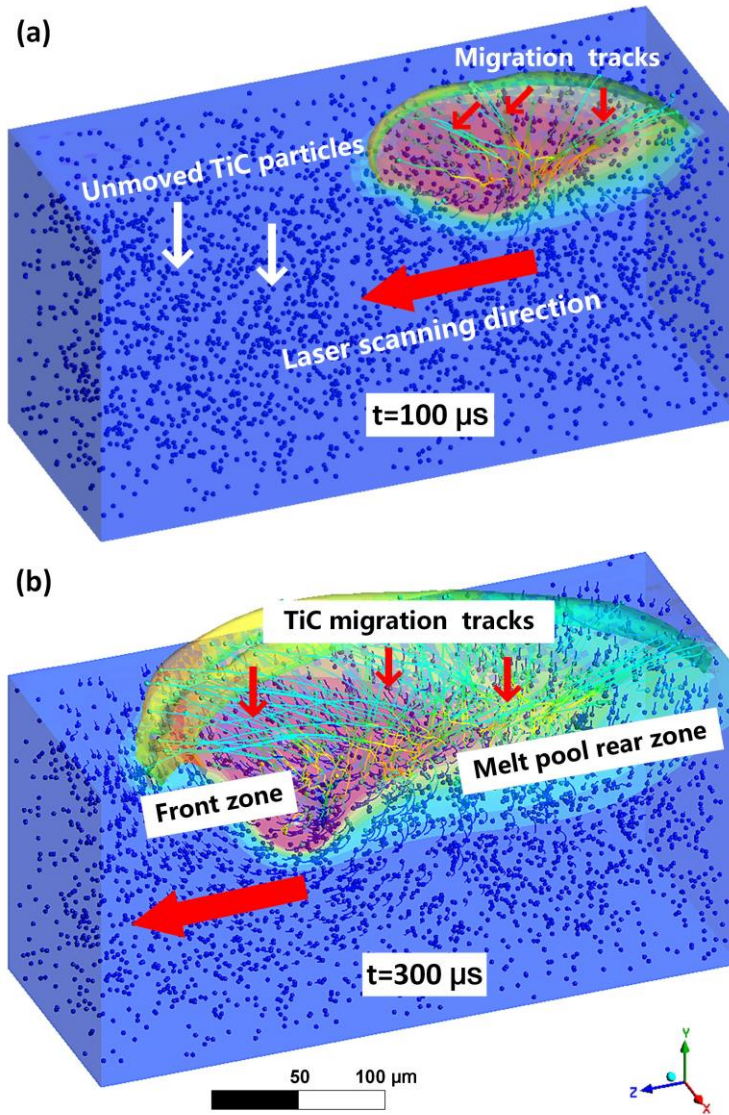 (a)
Migration tracks
Unmoved TiC particles
Laser scanning direction
t=100 μs
(b)
TiC migration tracks
Melt pool rear zone
Front zone
t=300 μs
50 100 μm
Y
Z
X